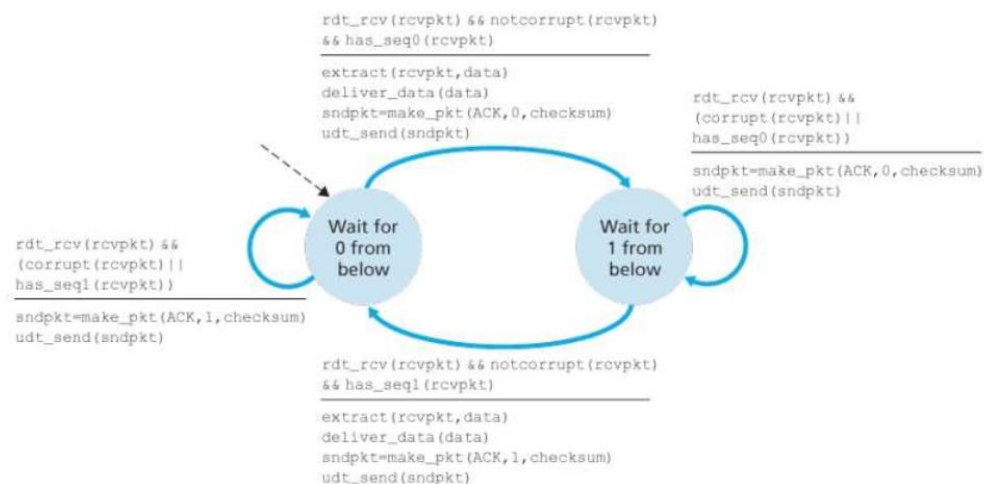 rdt_rcv(rcvpkt) && notcorrupt(rcvpkt)
&& has_seq0(rcvpkt)
extract(rcvpkt,data)
deliver_data(data)
sndpkt=make_pkt(ACK,0,checksum)
udt_send(sndpkt)
rdt_rcv(rcvpkt) &&
(corrupt(rcvpkt)||
has_seq0(rcvpkt))
sndpkt=make_pkt(ACK,0,checksum)
udt_send(sndpkt)
Wait for
0 from
below
Wait for
1 from
below
rdt_rcv(rcvpkt) &&
(corrupt(rcvpkt)||
has_seq1(rcvpkt))
sndpkt=make_pkt(ACK,1,checksum)
udt_send(sndpkt)
rdt_rcv(rcvpkt) && notcorrupt(rcvpkt)
&& has_seq1(rcvpkt)
extract(rcvpkt,data)
deliver_data(data)
sndpkt=make_pkt(ACK,1,checksum)
udt_send(sndpkt)